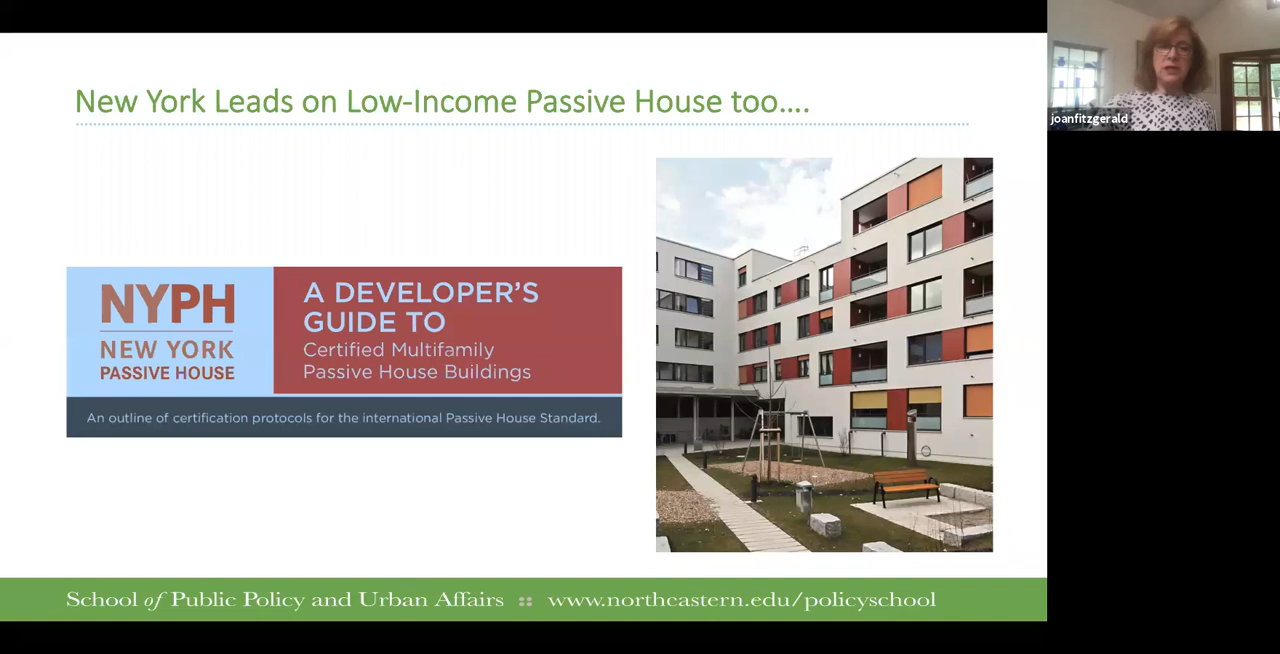 New York Leads on Low-Income Passive House too....
joanfitzgerald
NYPH
NEW YORK
PASSIVE HOUSE
A DEVELOPER'S
GUIDE TO
Certified Multifamily
Passive House Buildings
An outline of certification protocols for the international Passive House Standard.
School of Public Policy and Urban Affairs :: www.northeastern.edu/policyschool